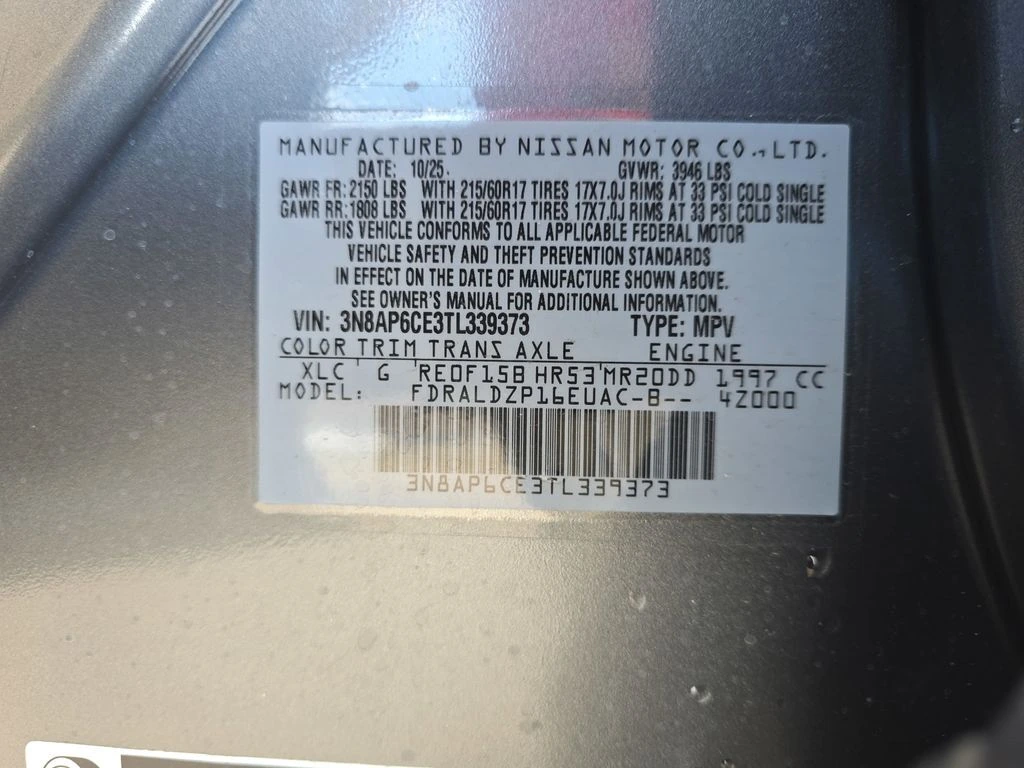 MANUFACTURED BY NISSAN MOTOR CO., LTD.
DATE: 10/25. GVWR: 3946 LBS
GAWR FR: 2150 LBS WITH 215/60R17 TIRES 17X7.0J RIMS AT 33 PSI COLD SINGLE
GAWR RR: 1808 LBS WITH 215/60R17 TIRES 17X7.0J RIMS AT 33 PSI COLD SINGLE
THIS VEHICLE CONFORMS TO ALL APPLICABLE FEDERAL MOTOR
VEHICLE SAFETY AND THEFT PREVENTION STANDARDS
IN EFFECT ON THE DATE OF MANUFACTURE SHOWN ABOVE.
SEE OWNER'S MANUAL FOR ADDITIONAL INFORMATION.
VIN: 3N8AP6CE3TL339373 TYPE: MPV
COLOR TRIM TRANS AXLE ENGINE
XLC G RE0F15B HR53 MR20DD 1997 CC
MODEL: FDRALDZP16EUAC-B-- 4Z000
3N8AP6CE3TL339373